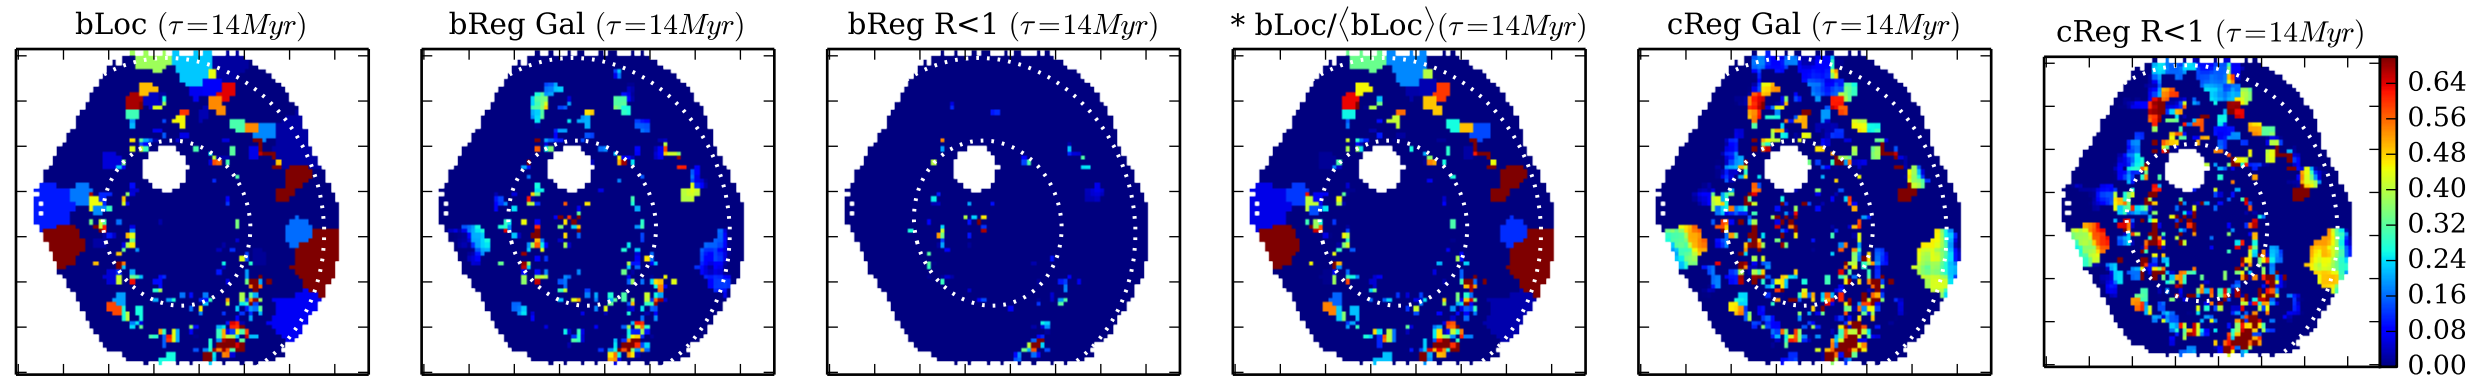 bLoc (τ=14Myr)
bReg Gal (τ=14Myr)
bReg R<1 (τ=14Myr)
* bLoc/⟨bLoc⟩(τ=14Myr)
cReg Gal (τ=14Myr)
cReg R<1 (τ=14Myr)
0.64
0.56
0.48
0.40
0.32
0.24
0.16
0.08
0.00